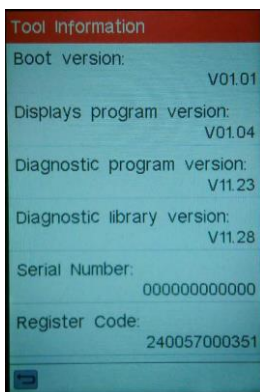 Tool Information
Boot version:
V01.01
Displays program version:
V01.04
Diagnostic program version:
V11.23
Diagnostic library version:
V11.28
Serial Number:
000000000000
Register Code:
240057000351